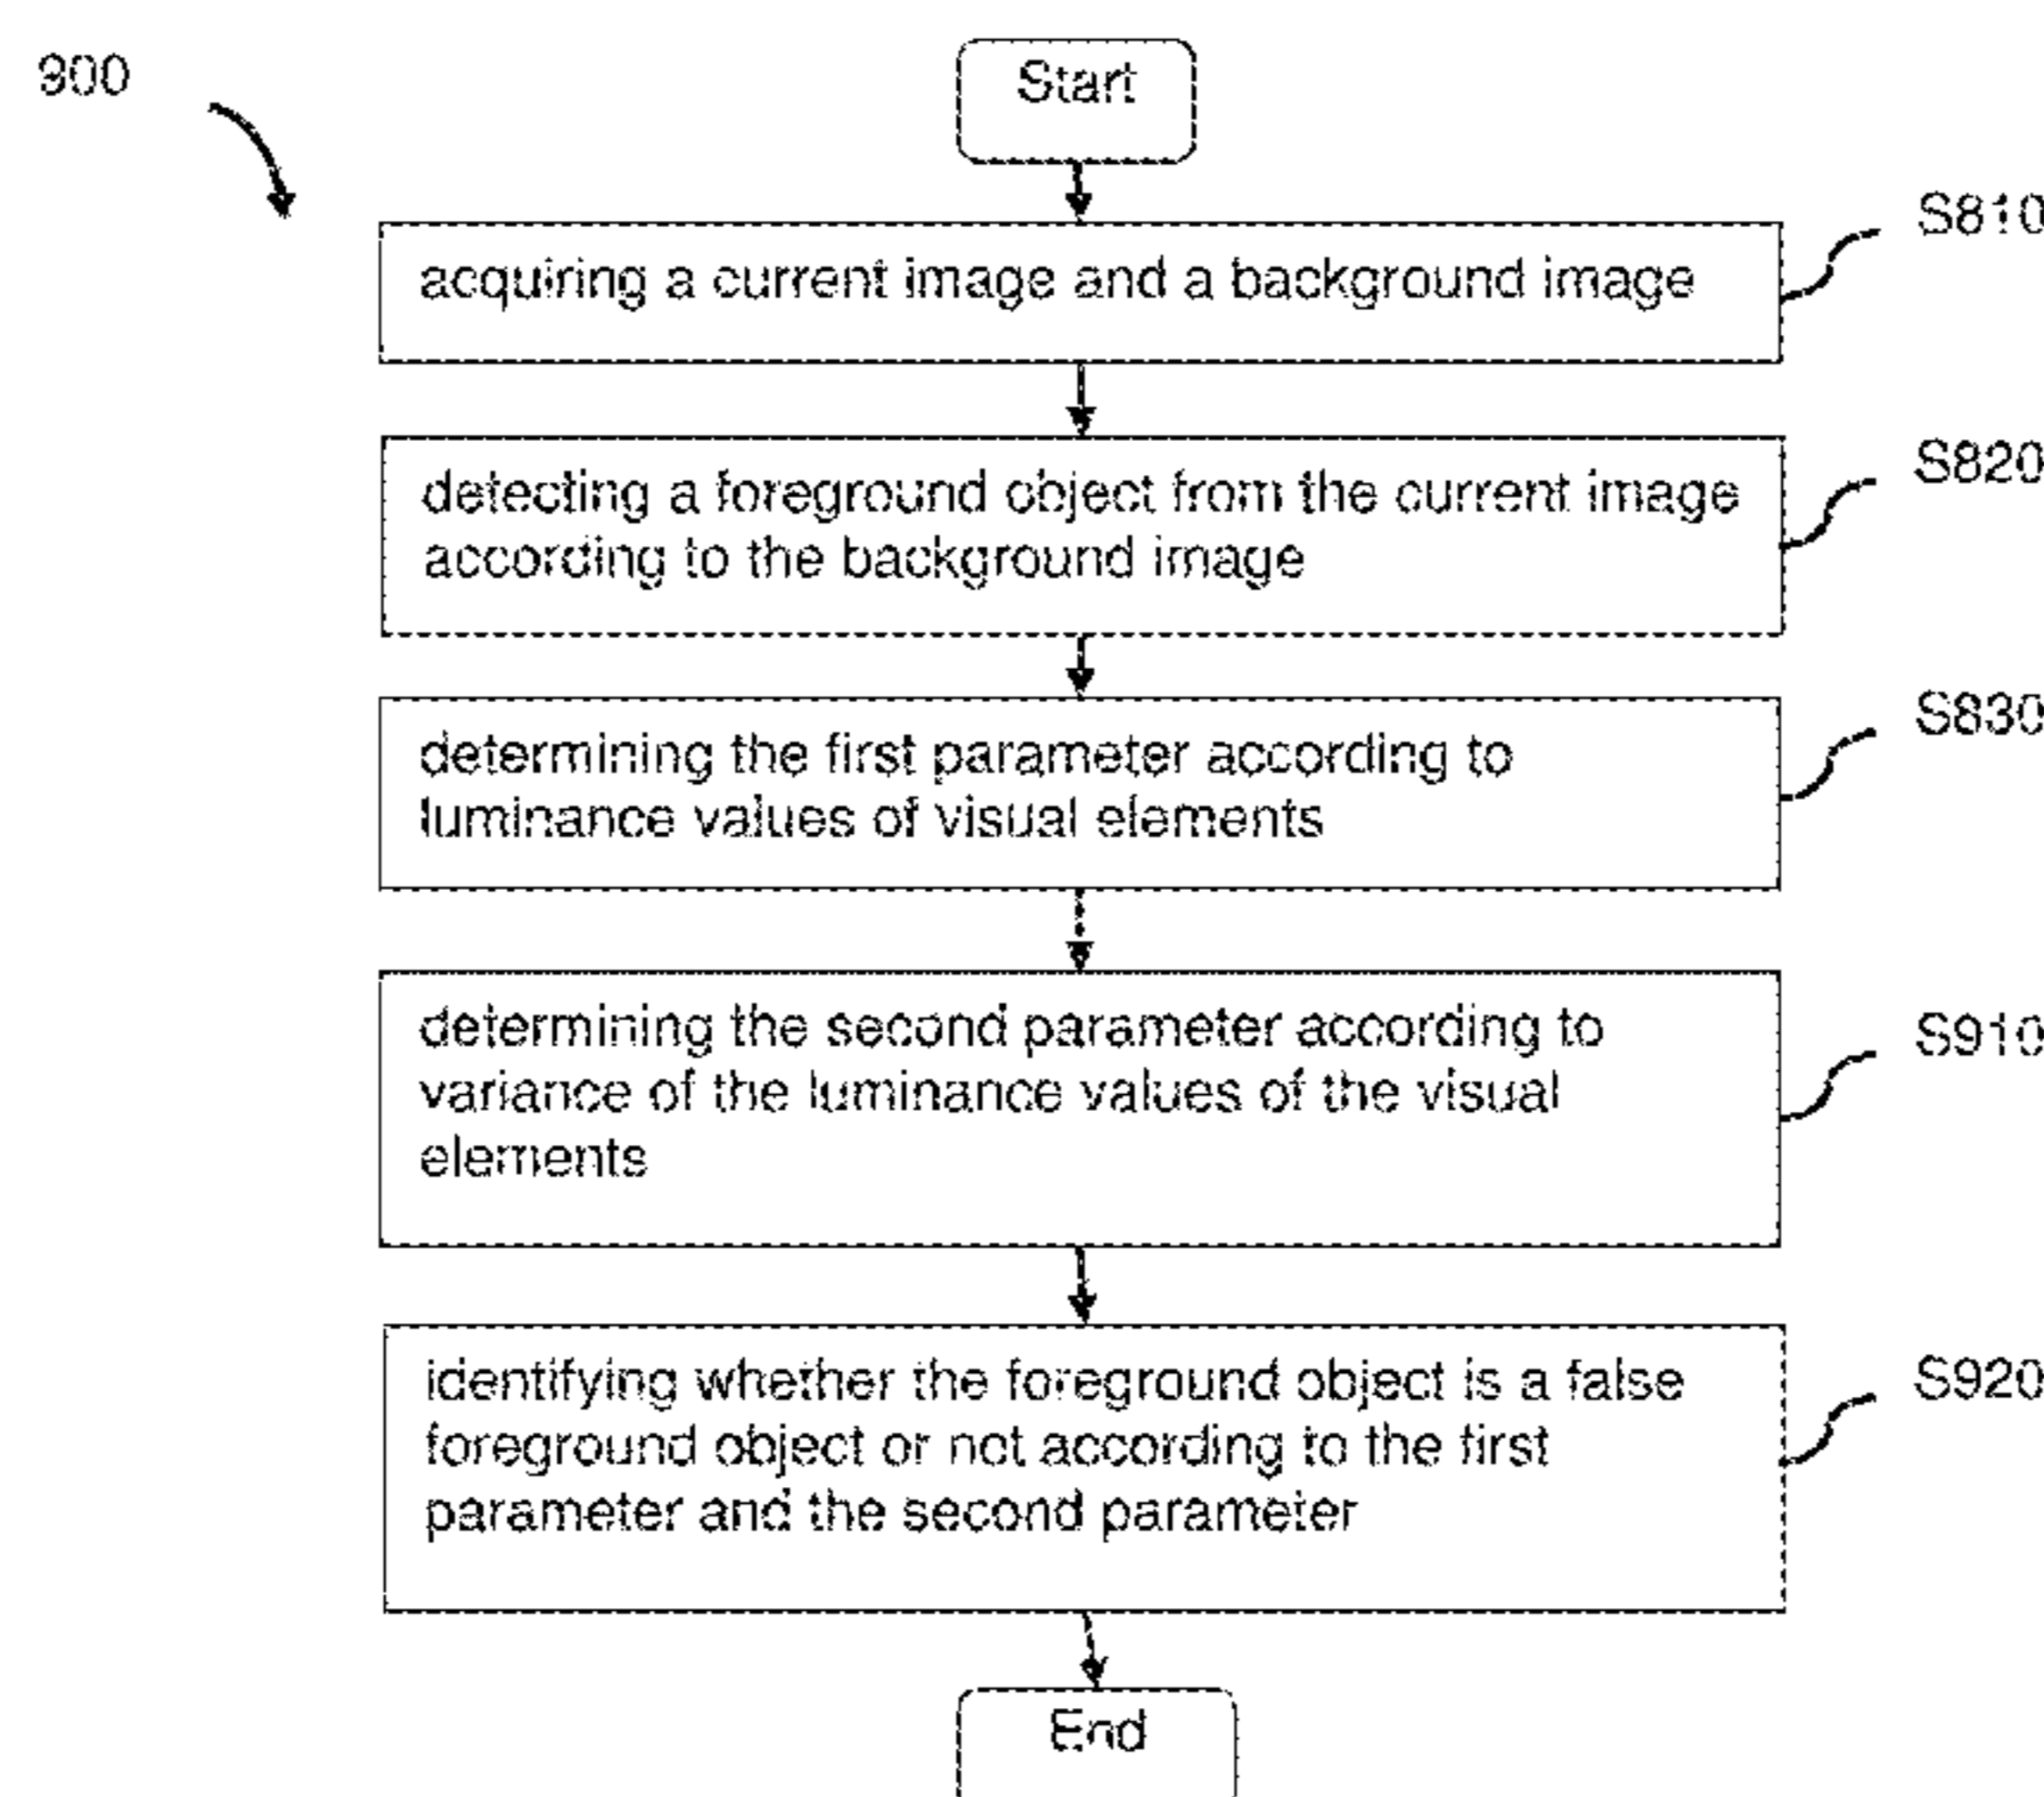 900
Start
S810
acquiring a current image and a background image
S820
detecting a foreground object from the current image
according to the background image
S830
determining the first parameter according to
luminance values of visual elements
S910
determining the second parameter according to
variance of the luminance values of the visual
elements
S920
identifying whether the foreground object is a false
foreground object or not according to the first
parameter and the second parameter
End